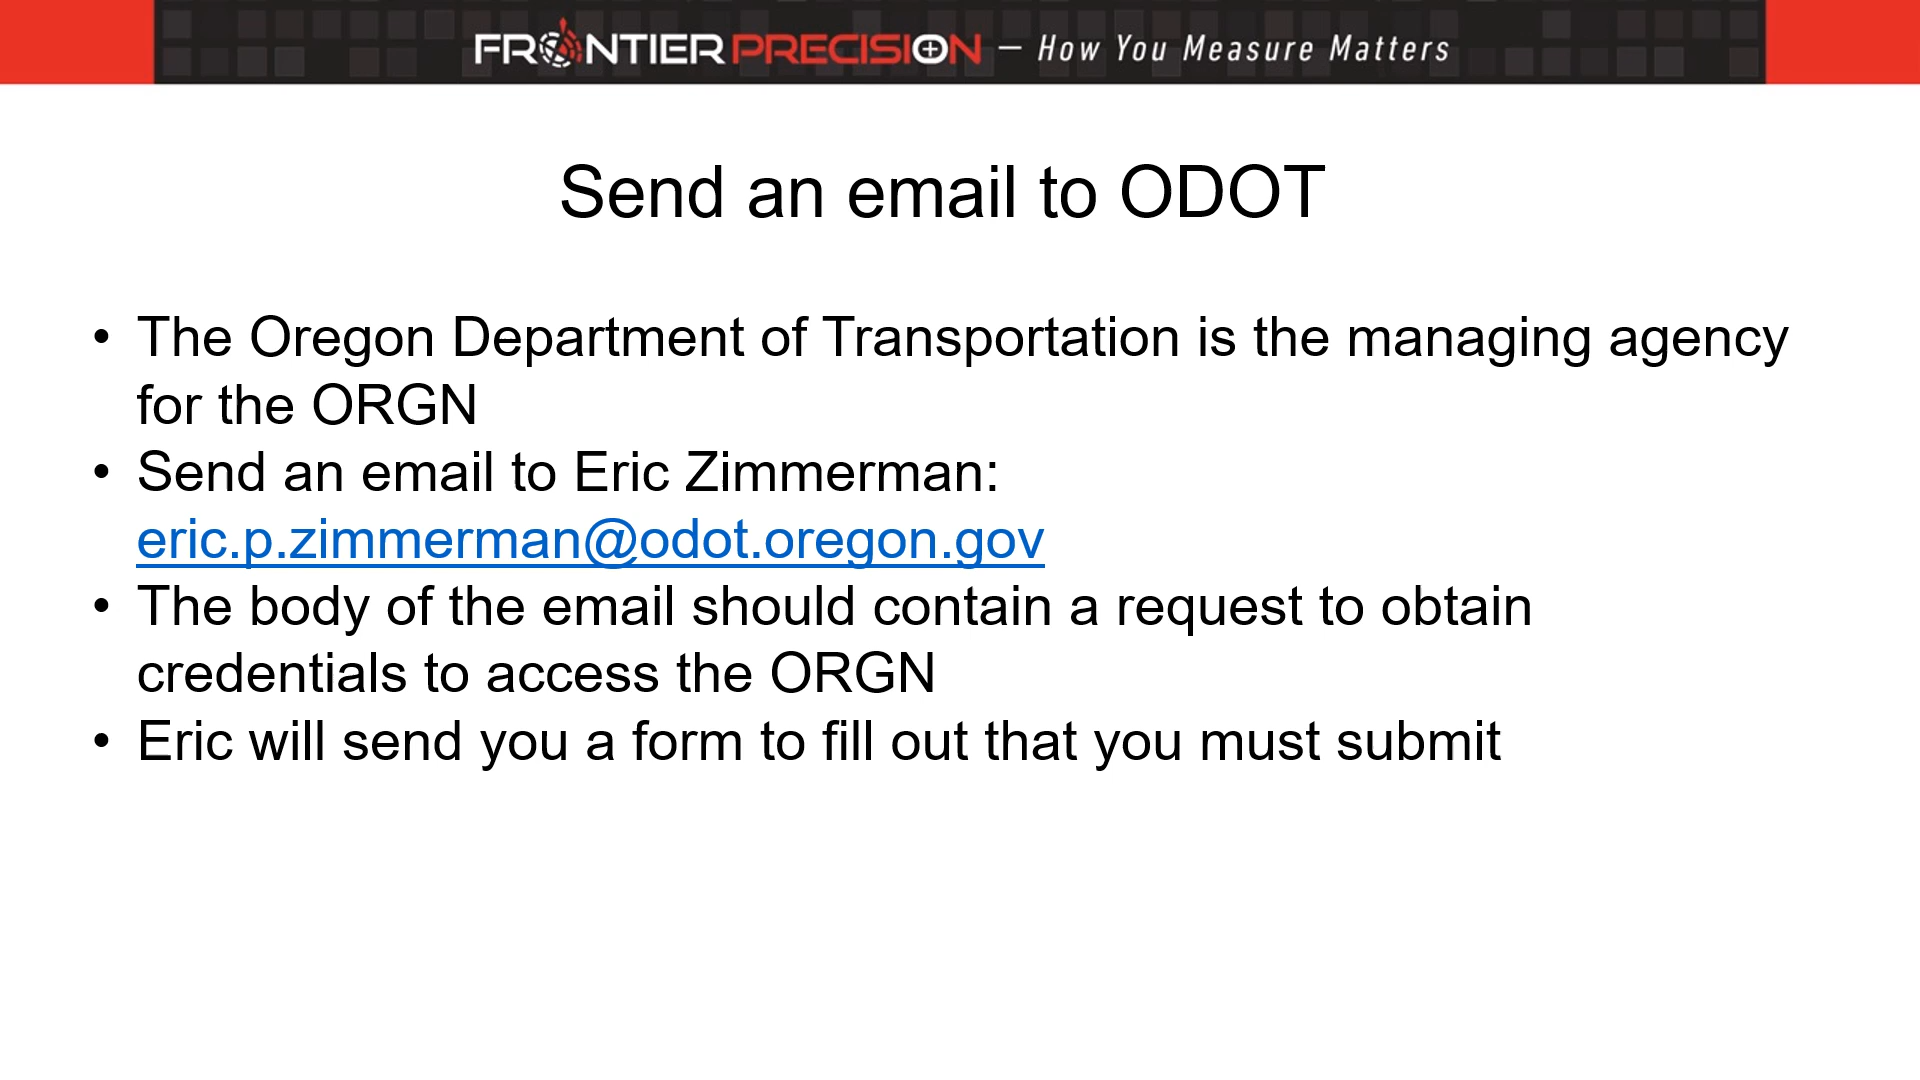 FRONTIER PRECISION — How You Measure Matters
Send an email to ODOT
• The Oregon Department of Transportation is the managing agency
for the ORGN
• Send an email to Eric Zimmerman:
eric.p.zimmerman@odot.oregon.gov
• The body of the email should contain a request to obtain
credentials to access the ORGN
• Eric will send you a form to fill out that you must submit